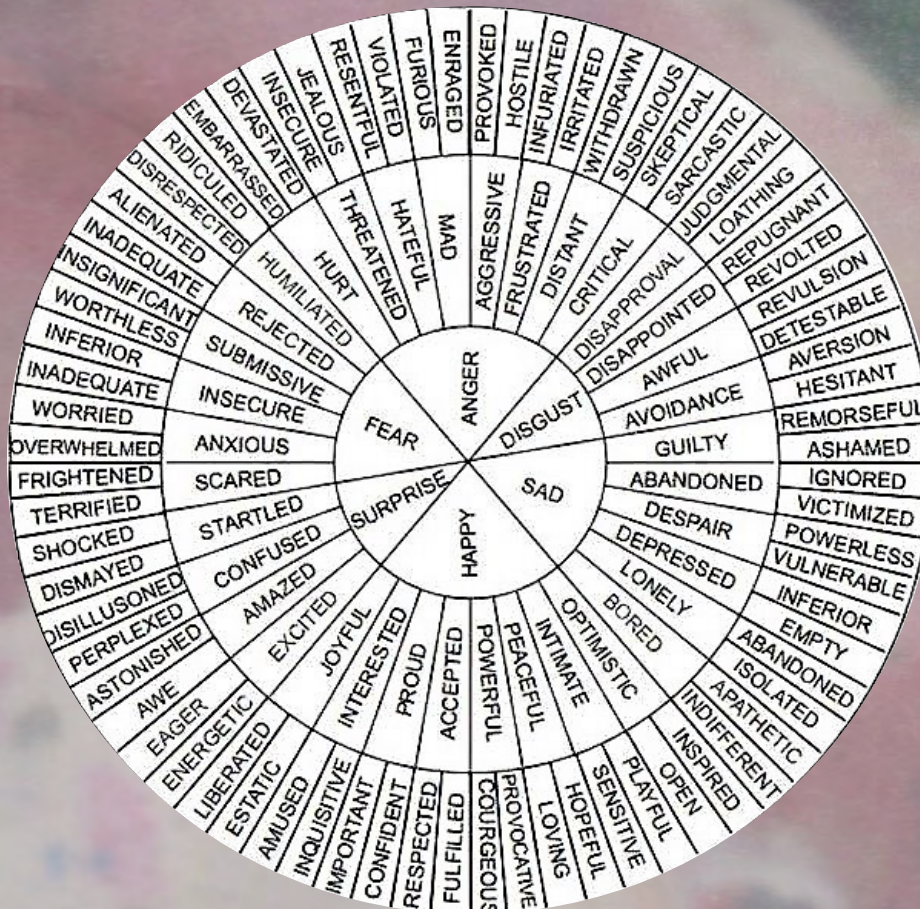 ANGER
DISGUST
SAD
HAPPY
SURPRISE
FEAR
MAD
AGGRESSIVE
FRUSTRATED
DISTANT
CRITICAL
DISAPPROVAL
DISAPPOINTED
AWFUL
AVOIDANCE
GUILTY
ABANDONED
DESPAIR
DEPRESSED
LONELY
BORED
OPTIMISTIC
INTIMATE
PEACEFUL
POWERFUL
ACCEPTED
PROUD
INTERESTED
JOYFUL
EXCITED
AMAZED
CONFUSED
STARTLED
SCARED
ANXIOUS
INSECURE
SUBMISSIVE
REJECTED
HUMILIATED
HURT
THREATENED
HATEFUL
ENRAGED
PROVOKED
HOSTILE
INFURIATED
IRRITATED
WITHDRAWN
SUSPICIOUS
SKEPTICAL
SARCASTIC
JUDGMENTAL
LOATHING
REPUGNANT
REVOLTED
REVULSION
DETESTABLE
AVERSION
HESITANT
REMORSEFUL
ASHAMED
IGNORED
VICTIMIZED
POWERLESS
VULNERABLE
INFERIOR
EMPTY
ABANDONED
ISOLATED
APATHETIC
INDIFFERENT
INSPIRED
OPEN
PLAYFUL
SENSITIVE
HOPEFUL
LOVING
PROVOCATIVE
COURGEOUS
FULFILLED
RESPECTED
CONFIDENT
IMPORTANT
INQUISITIVE
AMUSED
ESTATIC
LIBERATED
ENERGETIC
EAGER
AWE
ASTONISHED
PERPLEXED
DISILLUSONED
DISMAYED
SHOCKED
TERRIFIED
FRIGHTENED
OVERWHELMED
WORRIED
INADEQUATE
INFERIOR
WORTHLESS
INSIGNIFICANT
INADEQUATE
ALIENATED
DISRESPECTED
RIDICULED
EMBARRASSED
DEVASTATED
INSECURE
JEALOUS
RESENTFUL
VIOLATED
FURIOUS